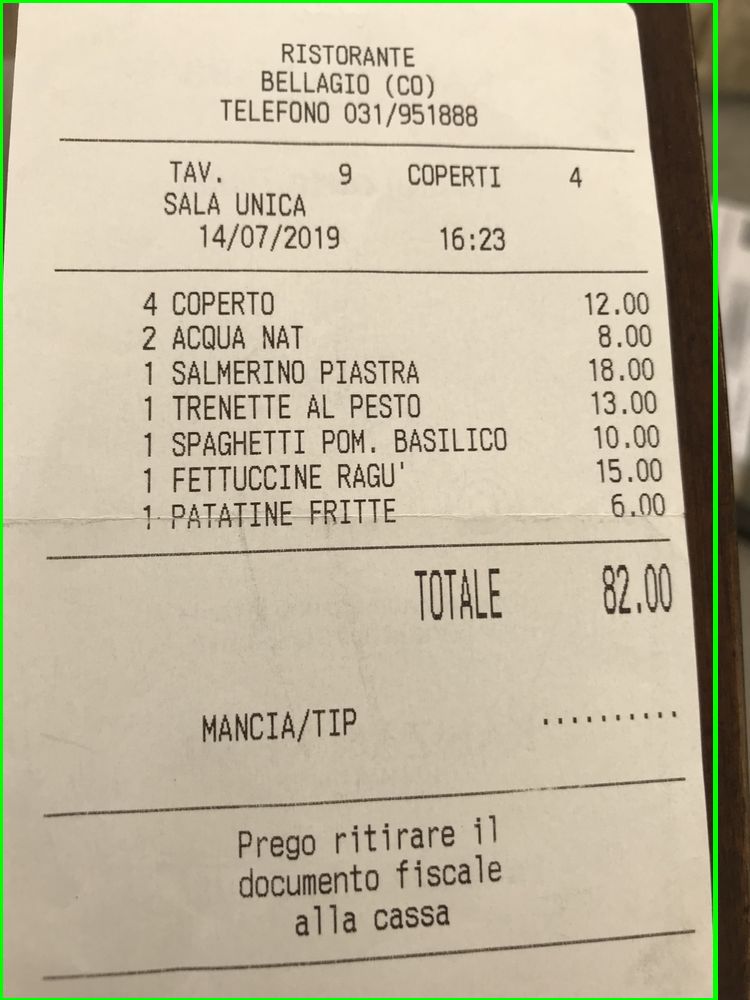 RISTORANTE
BELLAGIO (CO)
TELEFONO 031/951888
TAV. 9 COPERTI 4
SALA UNICA
14/07/2019 16:23
4 COPERTO 12.00
2 ACQUA NAT 8.00
1 SALMERINO PIASTRA 18.00
1 TRENETTE AL PESTO 13.00
1 SPAGHETTI POM. BASILICO 10.00
1 FETTUCCINE RAGU' 15.00
1 PATATINE FRITTE 6.00
TOTALE 82.00
MANCIA/TIP ..........
Prego ritirare il
documento fiscale
alla cassa